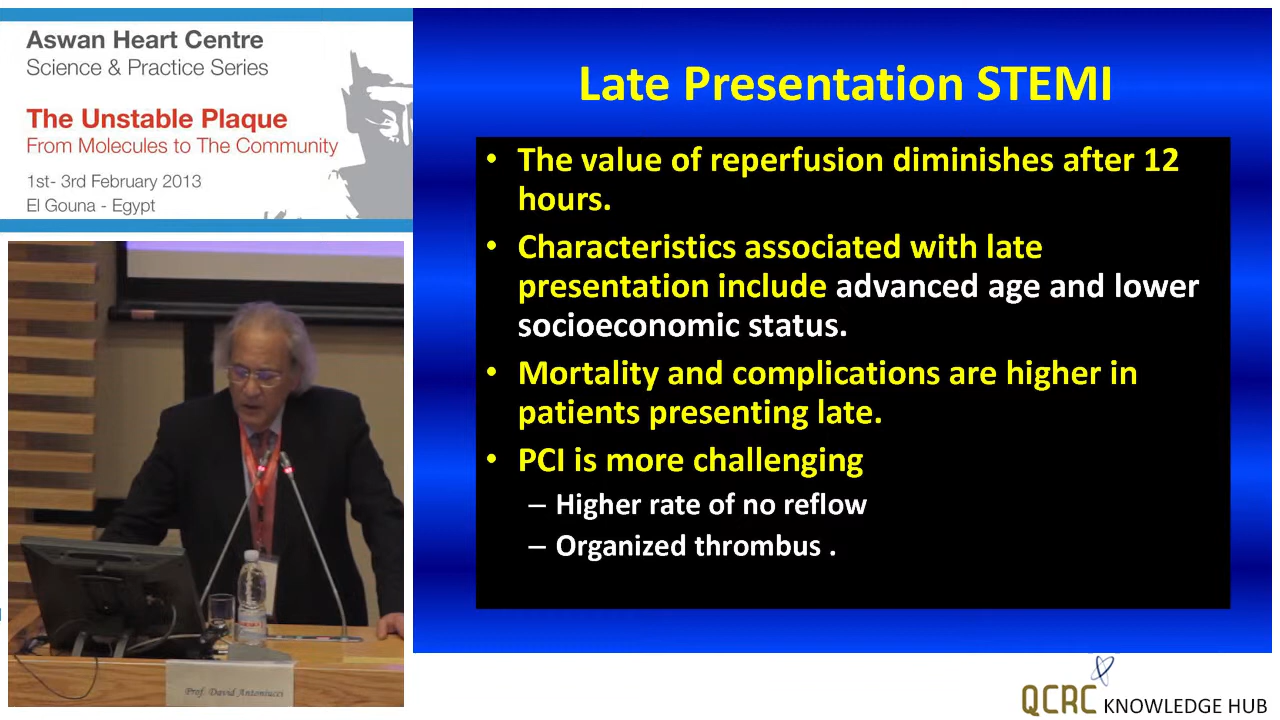 Aswan Heart Centre
Science & Practice Series
The Unstable Plaque
From Molecules to The Community
1st- 3rd February 2013
El Gouna - Egypt
Late Presentation STEMI
• The value of reperfusion diminishes after 12
hours.
• Characteristics associated with late
presentation include advanced age and lower
socioeconomic status.
• Mortality and complications are higher in
patients presenting late.
• PCI is more challenging
– Higher rate of no reflow
– Organized thrombus .
Prof. David Antoniucci
QCRC KNOWLEDGE HUB